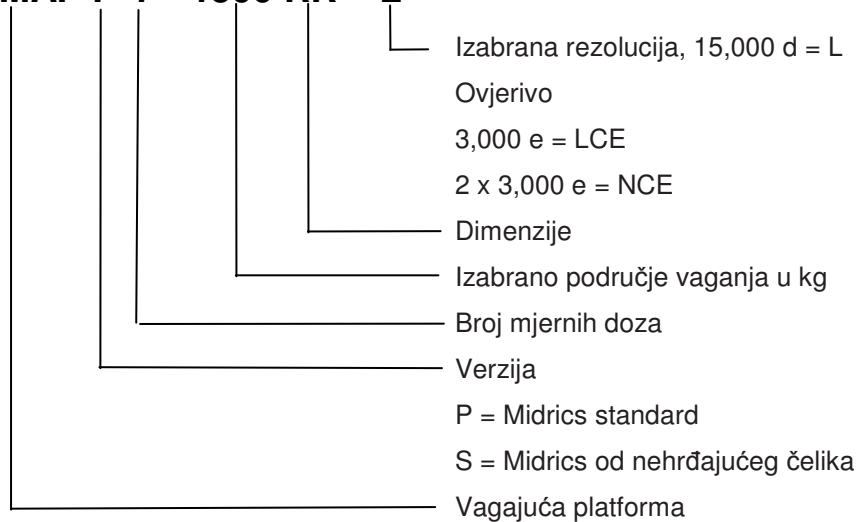 Izabrana rezolucija, 15,000 d = L
Ovjerivo
3,000 e = LCE
2 x 3,000 e = NCE
Dimenzije
Izabrano područje vaganja u kg
Broj mjernih doza
Verzija
P = Midrics standard
S = Midrics od nehrđajućeg čelika
Vagajuća platforma